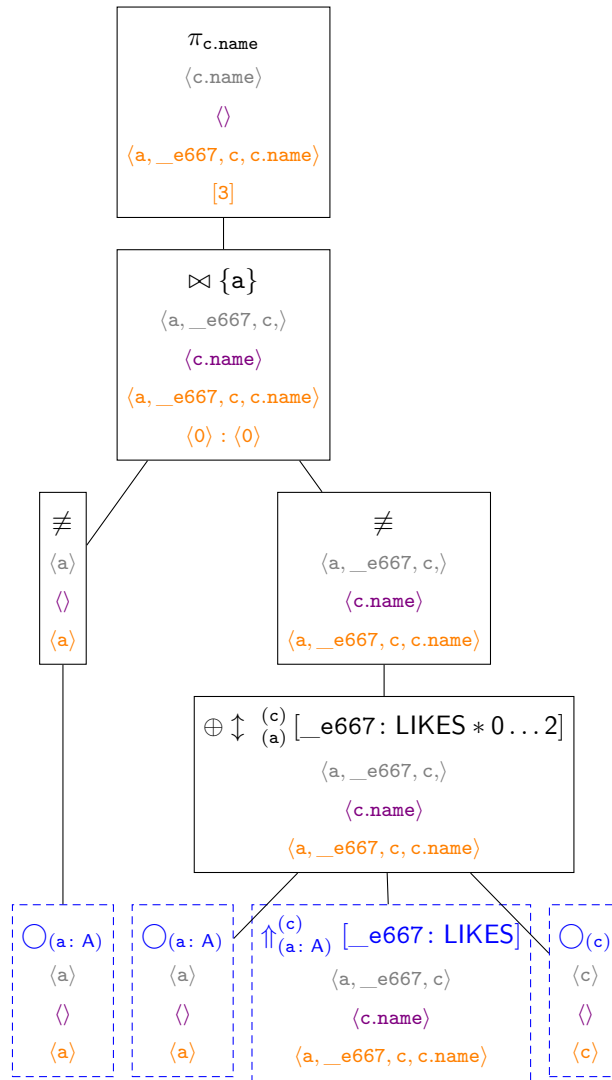 π c.name
⟨c.name⟩
⟨⟩
⟨a, __e667, c, c.name⟩
[3]
⋈ {a}
⟨a, __e667, c,⟩
⟨c.name⟩
⟨a, __e667, c, c.name⟩
⟨0⟩ : ⟨0⟩
≢
⟨a⟩
⟨⟩
⟨a⟩
≢
⟨a, __e667, c,⟩
⟨c.name⟩
⟨a, __e667, c, c.name⟩
⊕ ↕ (c) (a) [__e667: LIKES * 0 … 2]
⟨a, __e667, c,⟩
⟨c.name⟩
⟨a, __e667, c, c.name⟩
◯(a: A)
⟨a⟩
⟨⟩
⟨a⟩
◯(a: A)
⟨a⟩
⟨⟩
⟨a⟩
⇑ (c) (a: A) [__e667: LIKES]
⟨a, __e667, c⟩
⟨c.name⟩
⟨a, __e667, c, c.name⟩
◯(c)
⟨c⟩
⟨⟩
⟨c⟩